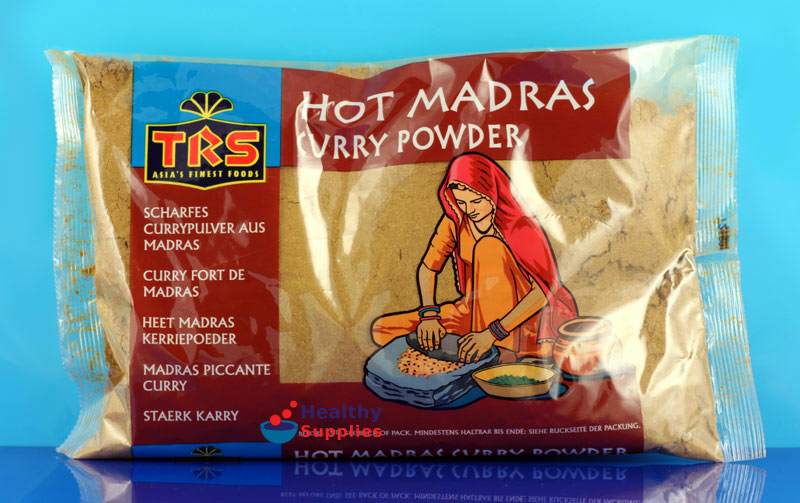 HOT MADRAS
CURRY POWDER
TRS
ASIA'S FINEST FOODS
SCHARFES
CURRYPULVER AUS
MADRAS
CURRY FORT DE
MADRAS
HEET MADRAS
KERRIEPOEDER
MADRAS PICCANTE
CURRY
STAERK KARRY
Healthy
Supplies
OF PACK. MINDESTENS HALTBAR BIS ENDE: SIEHE RUCKSEITE DER PACKUNG.